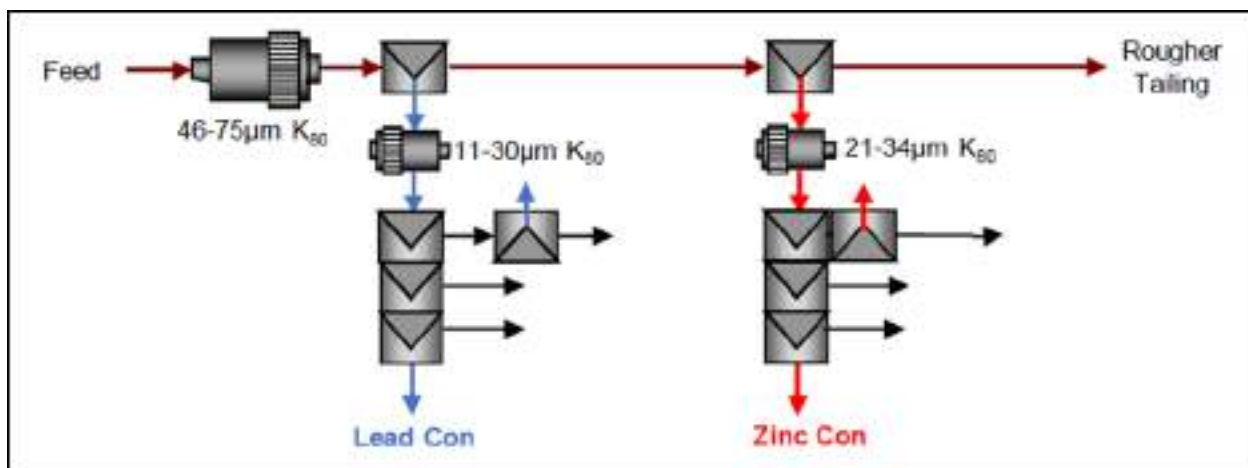 Feed
46-75µm K80
Rougher
Tailing
11-30µm K80
21-34µm K80
Lead Con
Zinc Con